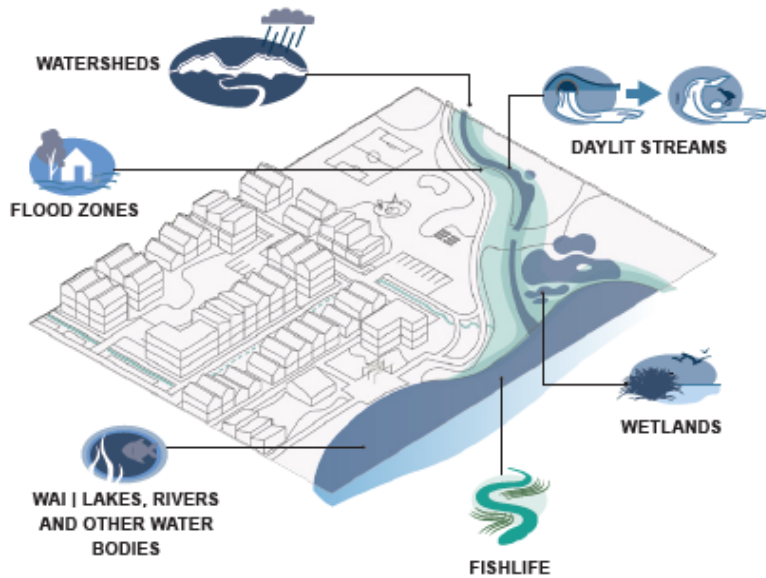 WATERSHEDS
DAYLIT STREAMS
FLOOD ZONES
WETLANDS
WAI | LAKES, RIVERS
AND OTHER WATER
BODIES
FISHLIFE